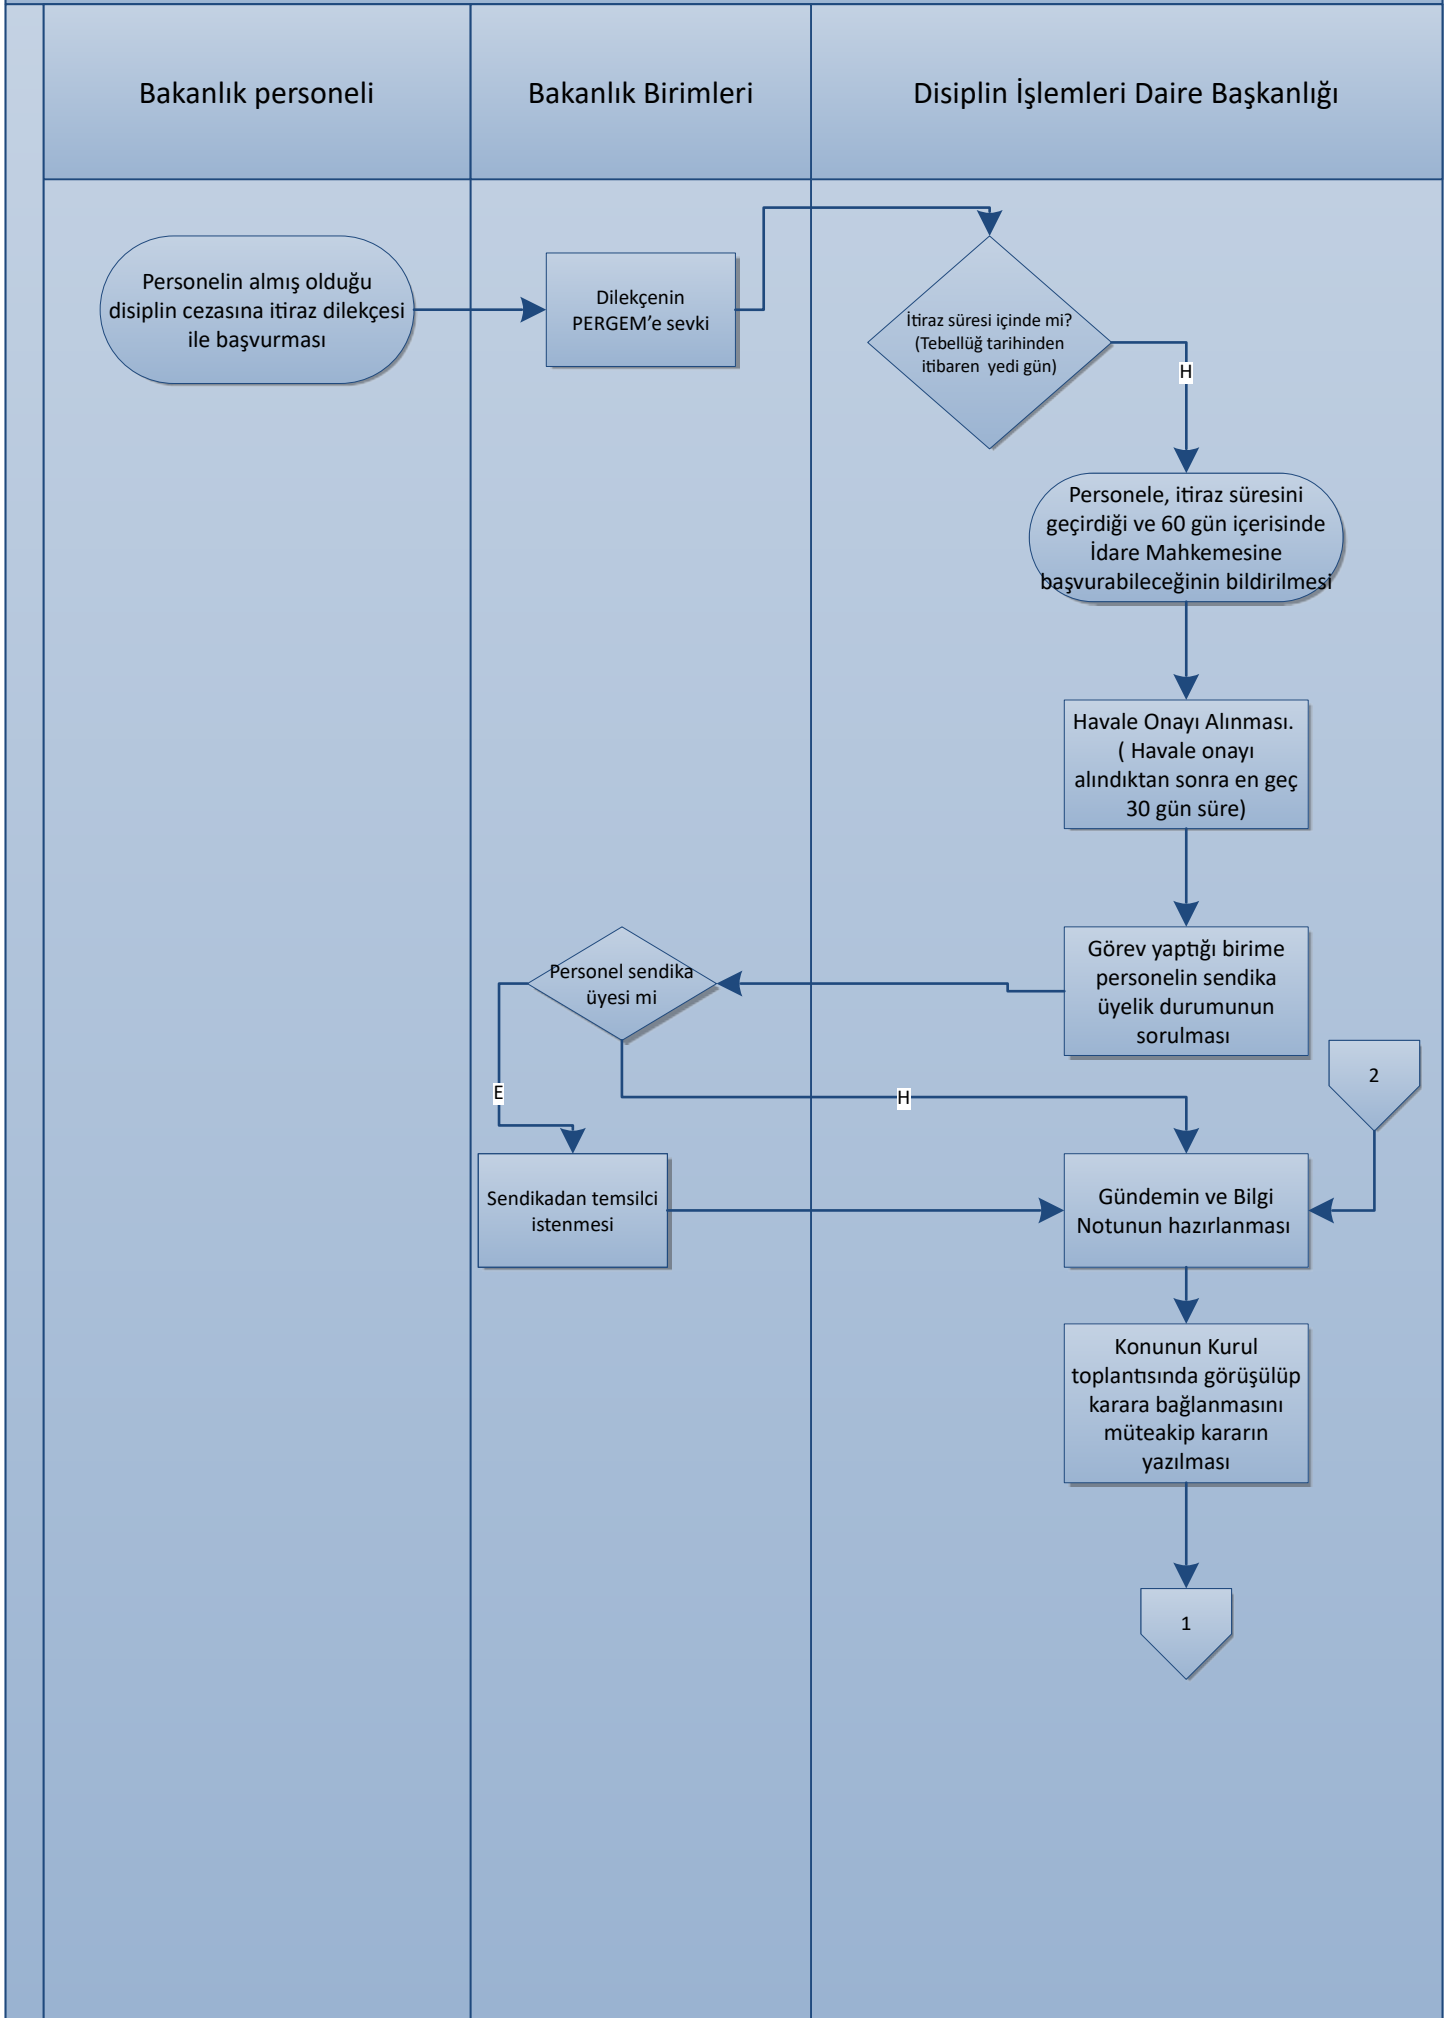 Bakanlık personeli
Bakanlık Birimleri
Disiplin İşlemleri Daire Başkanlığı
Personelin almış olduğu
disiplin cezasına itiraz dilekçesi
ile başvurması
Dilekçenin
PERGEM’e sevki
İtiraz süresi içinde mi?
(Tebellüğ tarihinden
itibaren  yedi gün)
H
Personele, itiraz süresini
geçirdiği ve 60 gün içerisinde
İdare Mahkemesine
başvurabileceğinin bildirilmesi
Havale Onayı Alınması.
( Havale onayı
alındıktan sonra en geç
30 gün süre)
Görev yaptığı birime
personelin sendika
üyelik durumunun
sorulması
Personel sendika
üyesi mi
E
H
2
Sendikadan temsilci
istenmesi
Gündemin ve Bilgi
Notunun hazırlanması
Konunun Kurul
toplantısında görüşülüp
karara bağlanmasını
müteakip kararın
yazılması
1